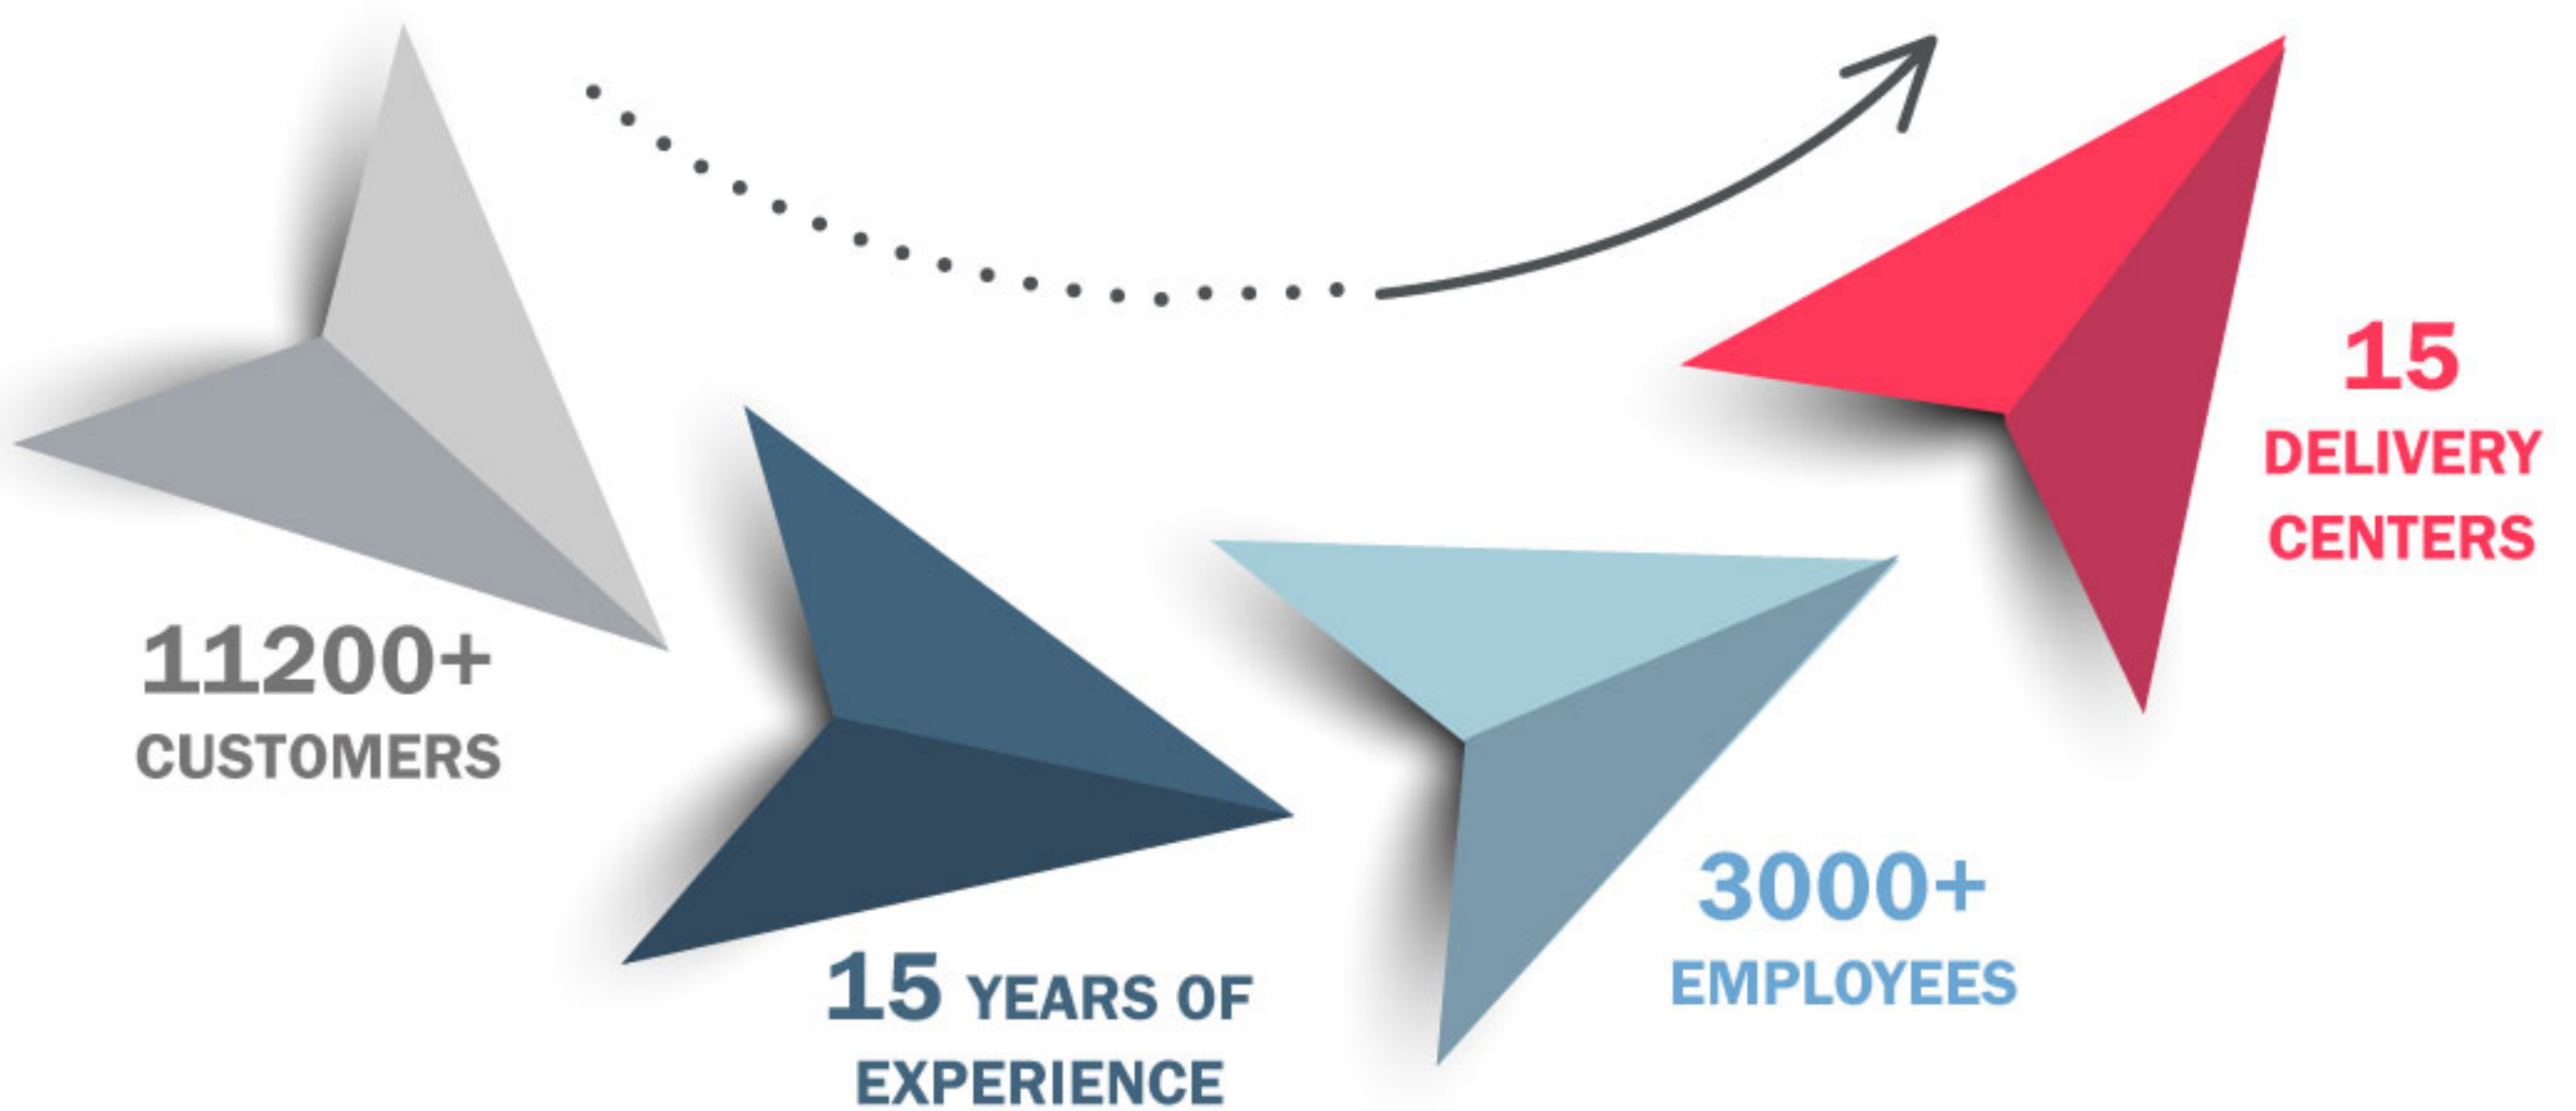 11200+
CUSTOMERS
15 YEARS OF
EXPERIENCE
3000+
EMPLOYEES
15
DELIVERY
CENTERS